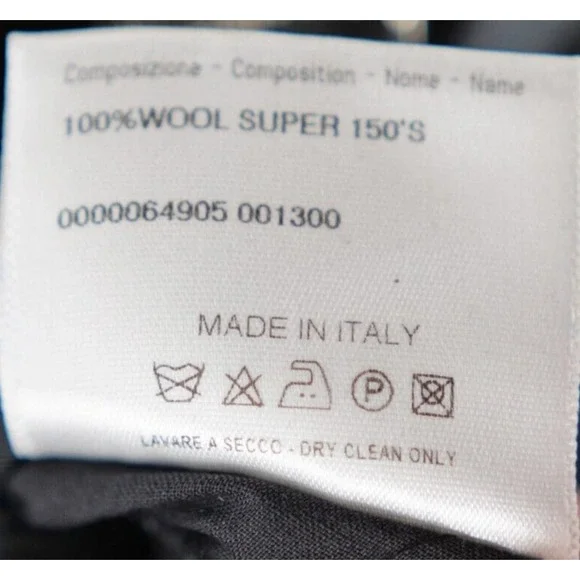 Composizione - Composition - Nome - Name
100%WOOL SUPER 150'S
0000064905 001300
MADE IN ITALY
P
LAVARE A SECCO - DRY CLEAN ONLY